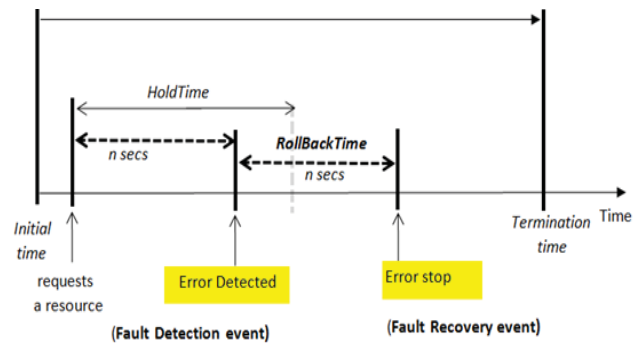 HoldTime
n secs
RollBackTime
n secs
Initial
time
Termination
time
Time
requests
a resource
Error Detected
Error stop
(Fault Detection event)
(Fault Recovery event)